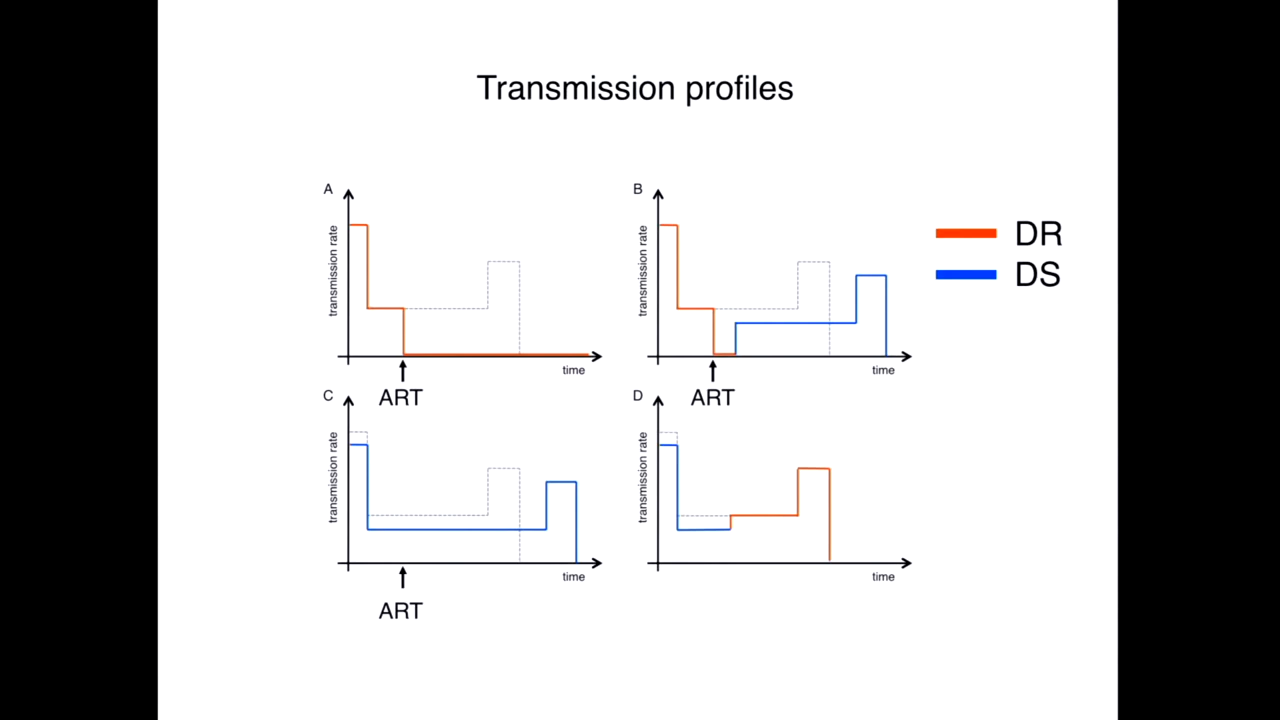 Transmission profiles
A
transmission rate
time
ART
B
transmission rate
time
ART
DR
DS
C
transmission rate
time
ART
D
transmission rate
time